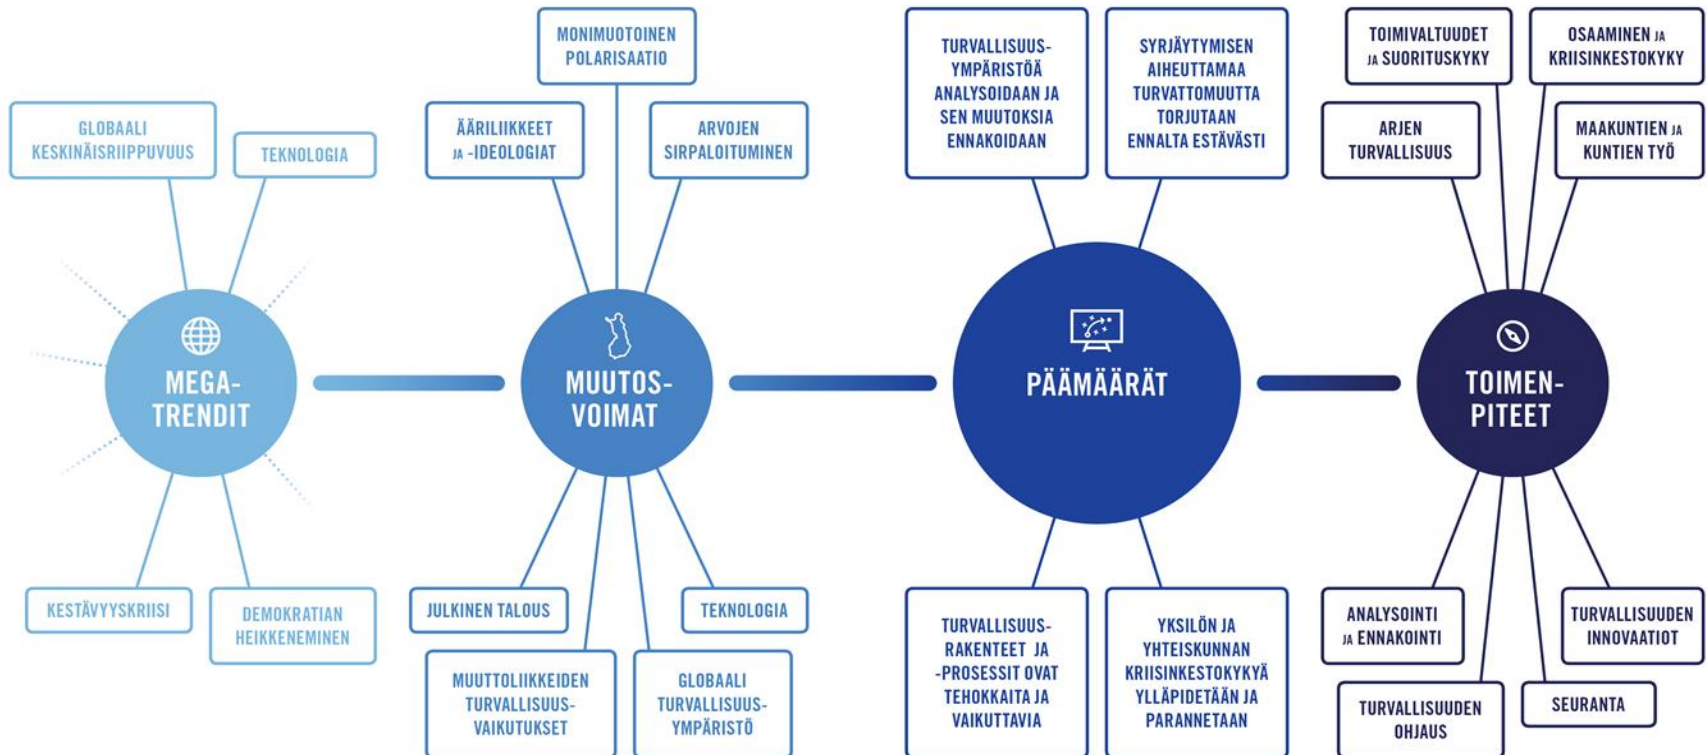 GLOBAALI
KESKINÄISRIIPPUVUUS
TEKNOLOGIA
MEGA-
TRENDIT
KESTÄVYYSKRIISI
DEMOKRATIAN
HEIKKENEMINEN
MONIMUOTOINEN
POLARISAATIO
ÄÄRILIIKKEET
JA -IDEOLOGIAT
ARVOJEN
SIRPALOITUMINEN
MUUTOS-
VOIMAT
JULKINEN TALOUS
TEKNOLOGIA
MUUTTOLIIKKEIDEN
TURVALLISUUS-
VAIKUTUKSET
GLOBAALI
TURVALLISUUS-
YMPÄRISTÖ
TURVALLISUUS-
YMPÄRISTÖÄ
ANALYSOIDAAN JA
SEN MUUTOKSIA
ENNAKOIDAAN
SYRJÄYTYMISEN
AIHEUTTAMAA
TURVATTOMUUTTA
TORJUTAAN
ENNALTA ESTÄVÄSTI
PÄÄMÄÄRÄT
TURVALLISUUS-
RAKENTEET JA
-PROSESSIT OVAT
TEHOKKAITA JA
VAIKUTTAVIA
YKSILÖN JA
YHTEISKUNNAN
KRIISINKESTOKYKYÄ
YLLÄPIDETÄÄN JA
PARANNETAAN
TOIMIVALTUUDET
JA SUORITUSKYKY
OSAAMINEN JA
KRIISINKESTOKYKY
ARJEN
TURVALLISUUS
MAAKUNTIEN JA
KUNTIEN TYÖ
TOIMEN-
PITEET
ANALYSOINTI
JA ENNAKOINTI
TURVALLISUUDEN
INNOVAATIOT
TURVALLISUUDEN
OHJAUS
SEURANTA